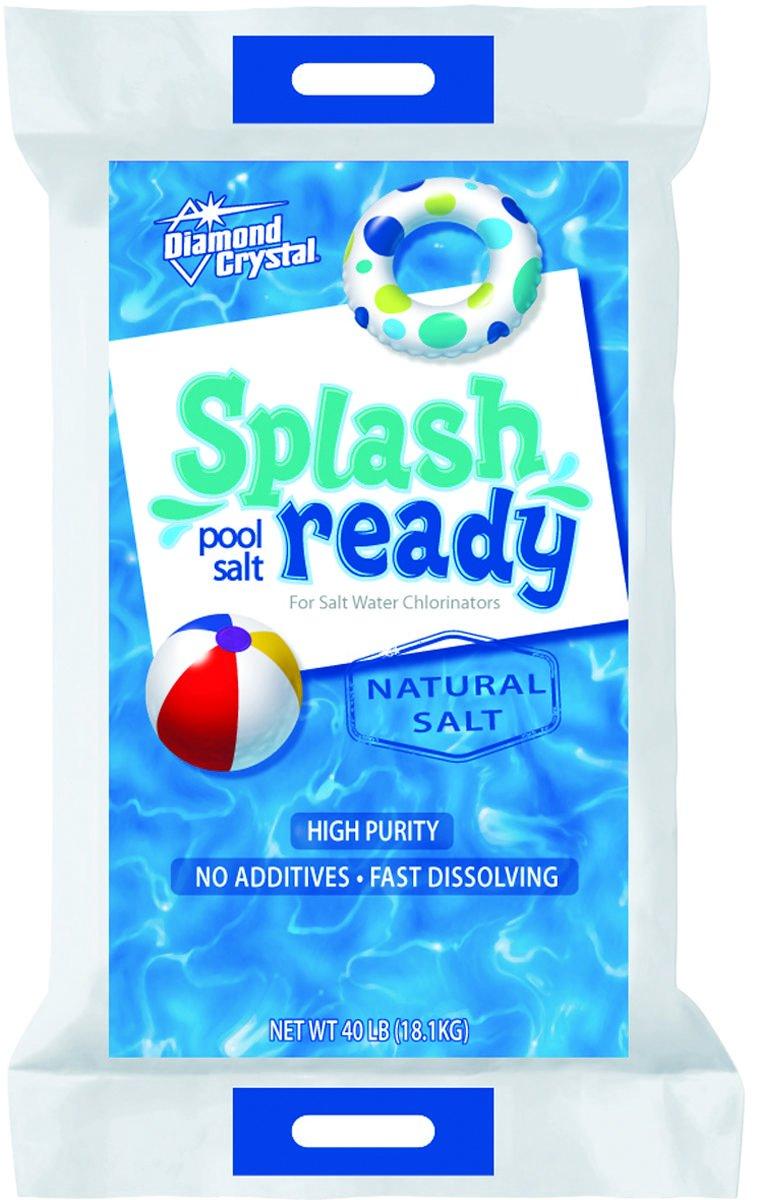 Diamond
Crystal
Splash
ready
pool
salt
For Salt Water Chlorinators
NATURAL
SALT
HIGH PURITY
NO ADDITIVES • FAST DISSOLVING
NET WT 40 LB (18.1KG)